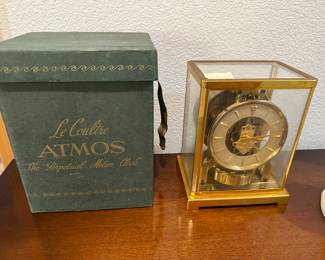 Le Coultre
ATMOS
"The Perpetual Motion Clock"